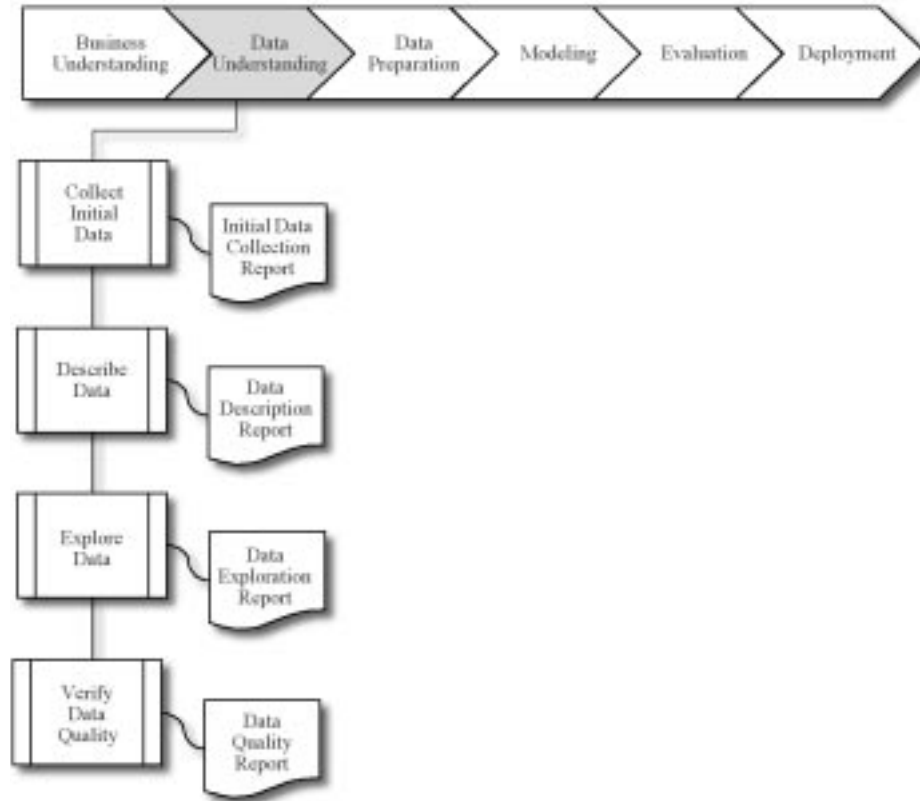 Business
Understanding
Data
Understanding
Data
Preparation
Modeling
Evaluation
Deployment
Collect
Initial
Data
Initial Data
Collection
Report
Describe
Data
Data
Description
Report
Explore
Data
Data
Exploration
Report
Verify
Data
Quality
Data
Quality
Report